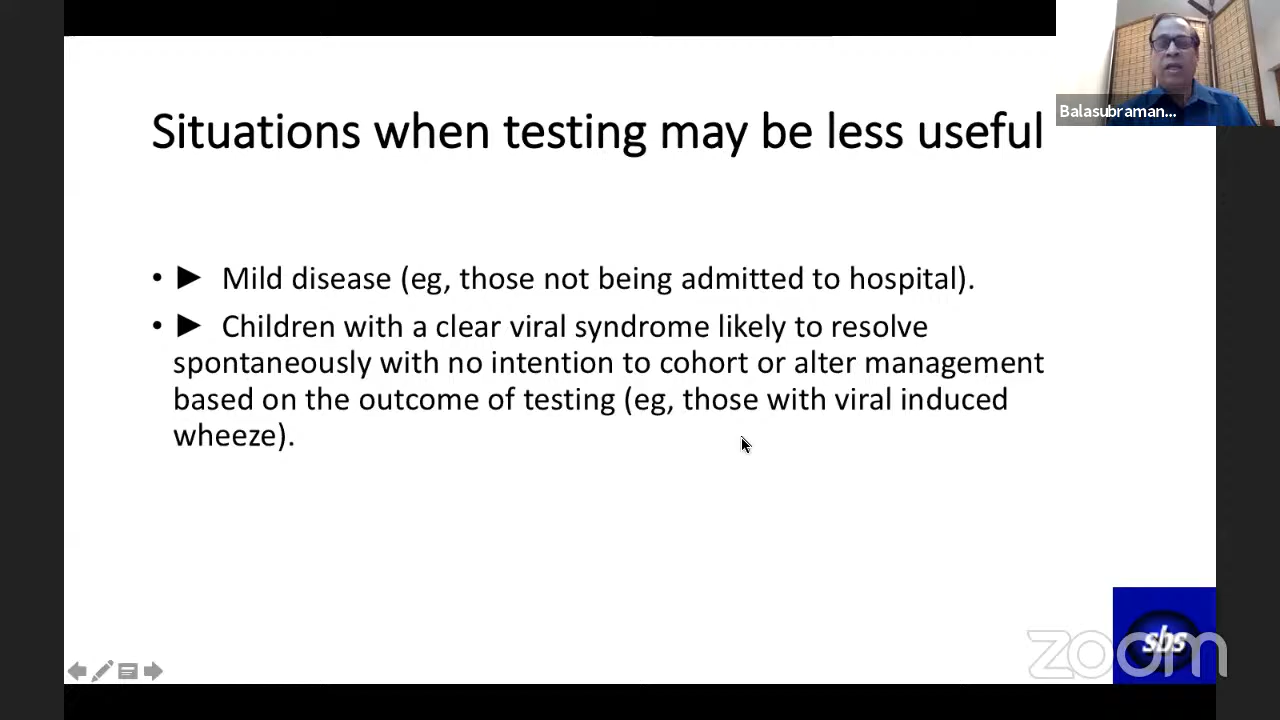 Balasubraman...
Situations when testing may be less useful
• ► Mild disease (eg, those not being admitted to hospital).
• ► Children with a clear viral syndrome likely to resolve
spontaneously with no intention to cohort or alter management
based on the outcome of testing (eg, those with viral induced
wheeze).
sbs
zoom